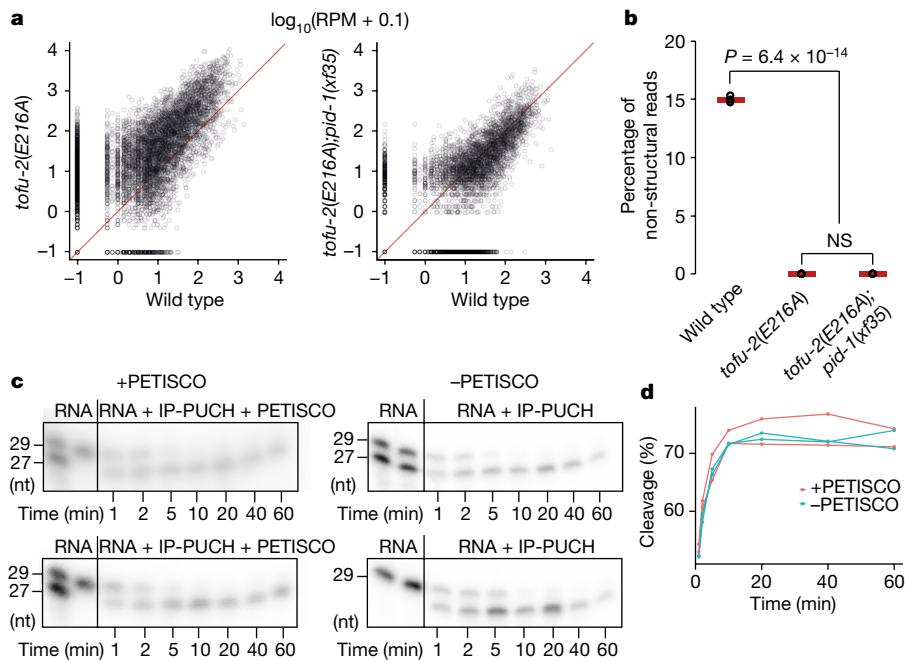 a
log10(RPM + 0.1)
tofu-2(E216A)
4
3
2
1
0
−1
−1 0 1 2 3 4
Wild type
tofu-2(E216A);pid-1(xf35)
4
3
2
1
0
−1
−1 0 1 2 3 4
Wild type
b
Percentage of
non-structural reads
20
15
10
5
0
P = 6.4 × 10−14
NS
Wild type
tofu-2(E216A)
tofu-2(E216A);
pid-1(xf35)
c
+PETISCO
RNA RNA + IP-PUCH + PETISCO
29
27
(nt)
Time (min) 1 2 5 10 20 40 60
−PETISCO
RNA RNA + IP-PUCH
29
27
(nt)
Time (min) 1 2 5 10 20 40 60
RNA RNA + IP-PUCH + PETISCO
29
27
(nt)
Time (min) 1 2 5 10 20 40 60
RNA RNA + IP-PUCH
29
(nt)
Time (min) 1 2 5 10 20 40 60
d
Cleavage (%)
70
60
+PETISCO
−PETISCO
0 20 40 60
Time (min)